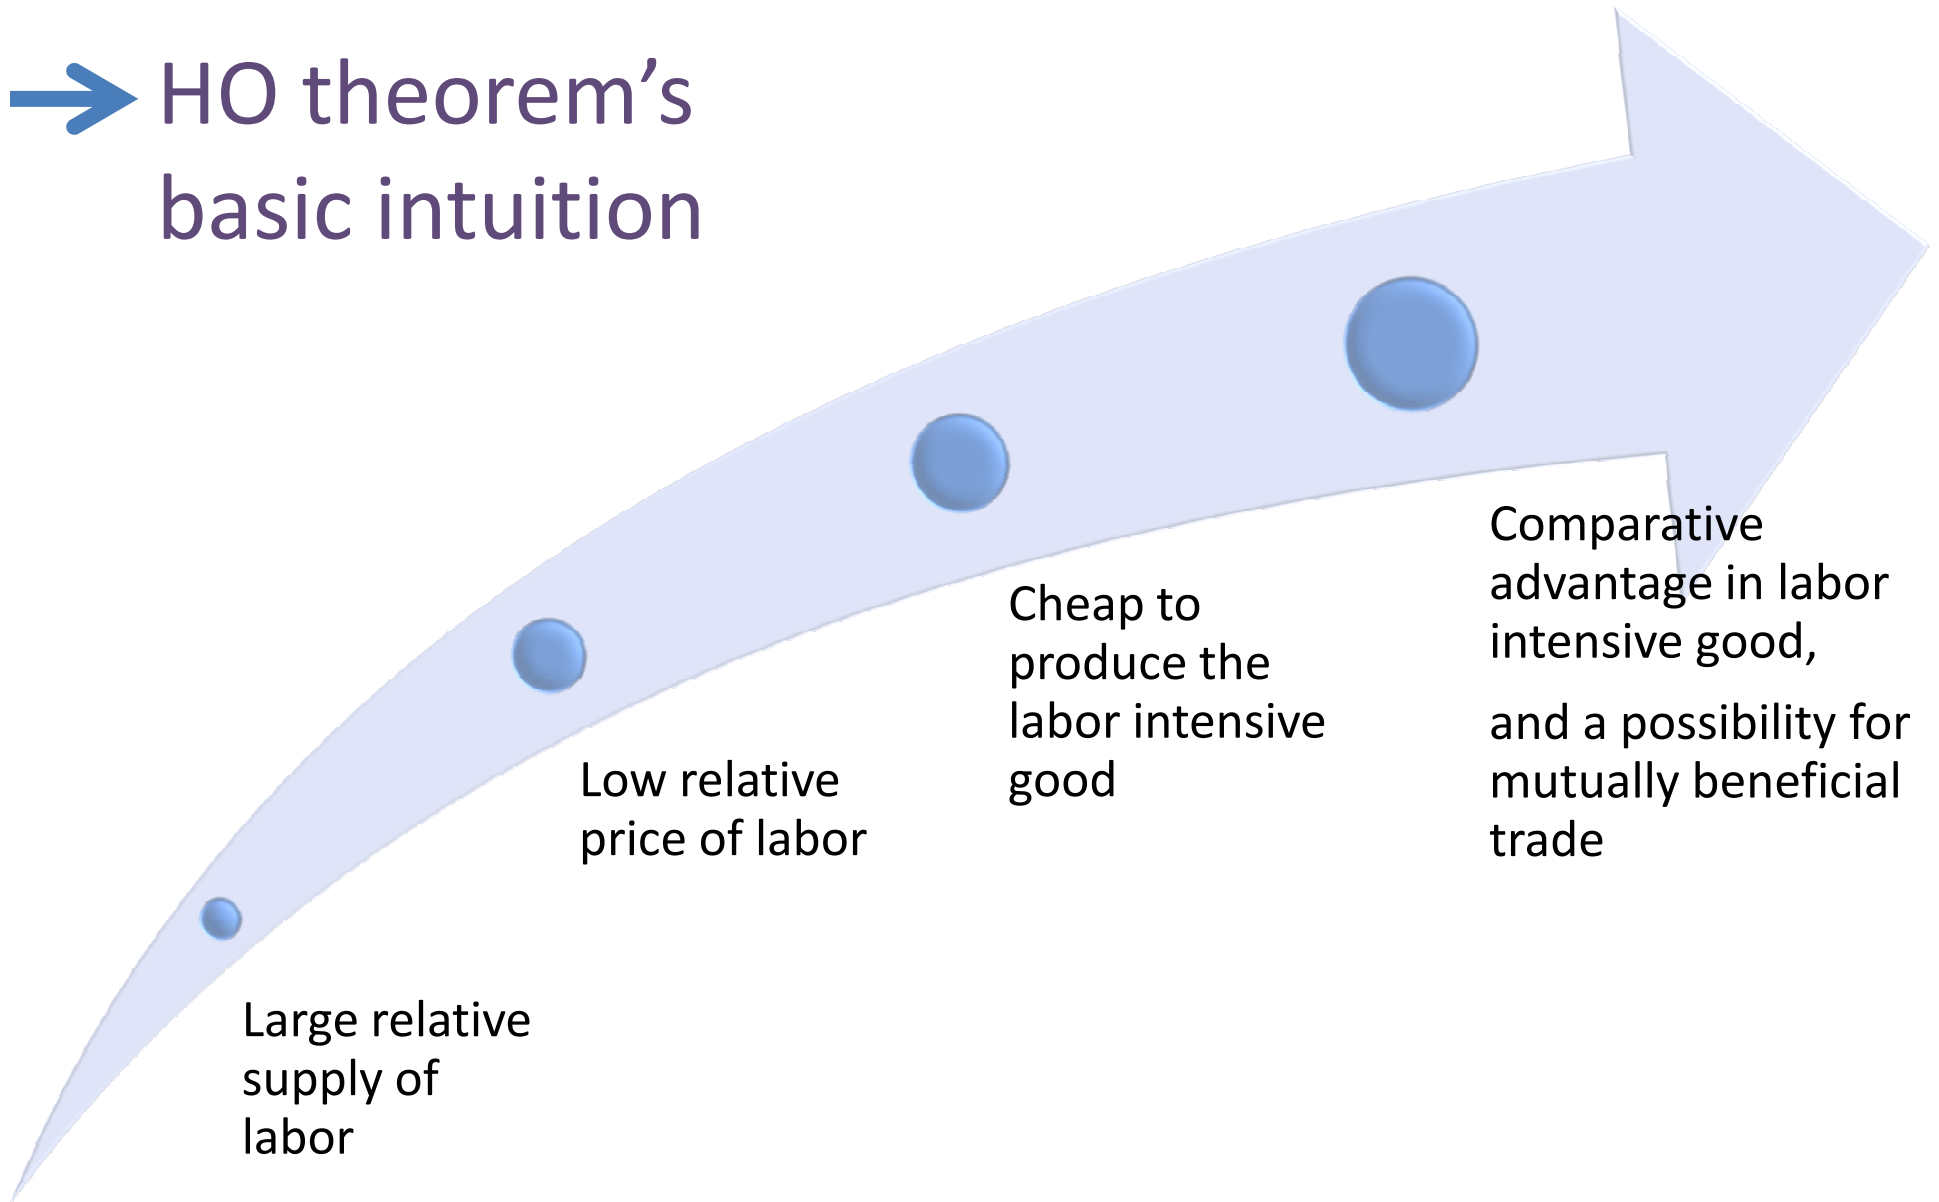 HO theorem’s
basic intuition
Large relative
supply of
labor
Low relative
price of labor
Cheap to
produce the
labor intensive
good
Comparative
advantage in labor
intensive good,
and a possibility for
mutually beneficial
trade